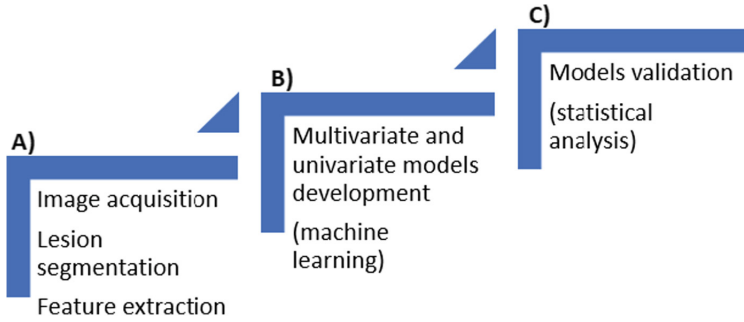 A)
Image acquisition
Lesion
segmentation
Feature extraction
B)
Multivariate and
univariate models
development
(machine
learning)
C)
Models validation
(statistical
analysis)